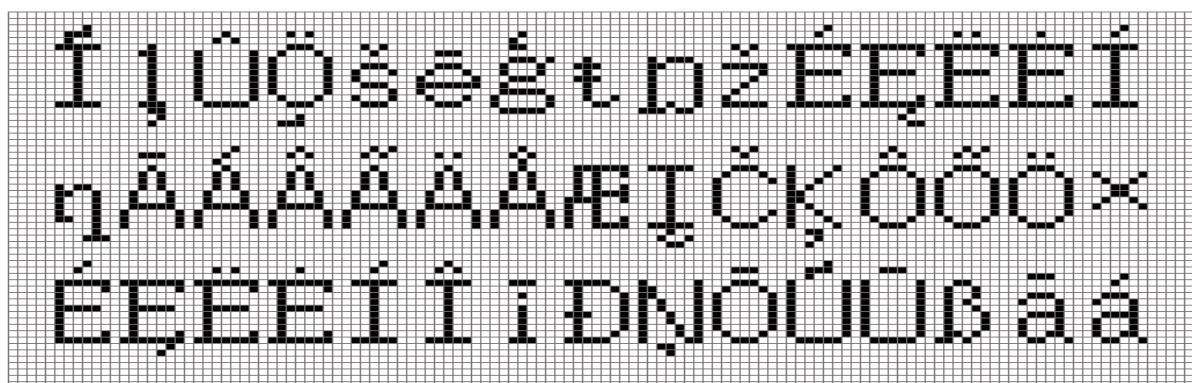 Í ļ Û Ö š ē ģ ŧ Ŋ ž É Ę Ë Ė Í
ŋ Ā Á Â Ã Ä Å Æ Į Č Ķ Ô Õ Ö ×
É Ę Ë Ė Í Î ī Đ Ņ Ō Ú Ū ß ā á